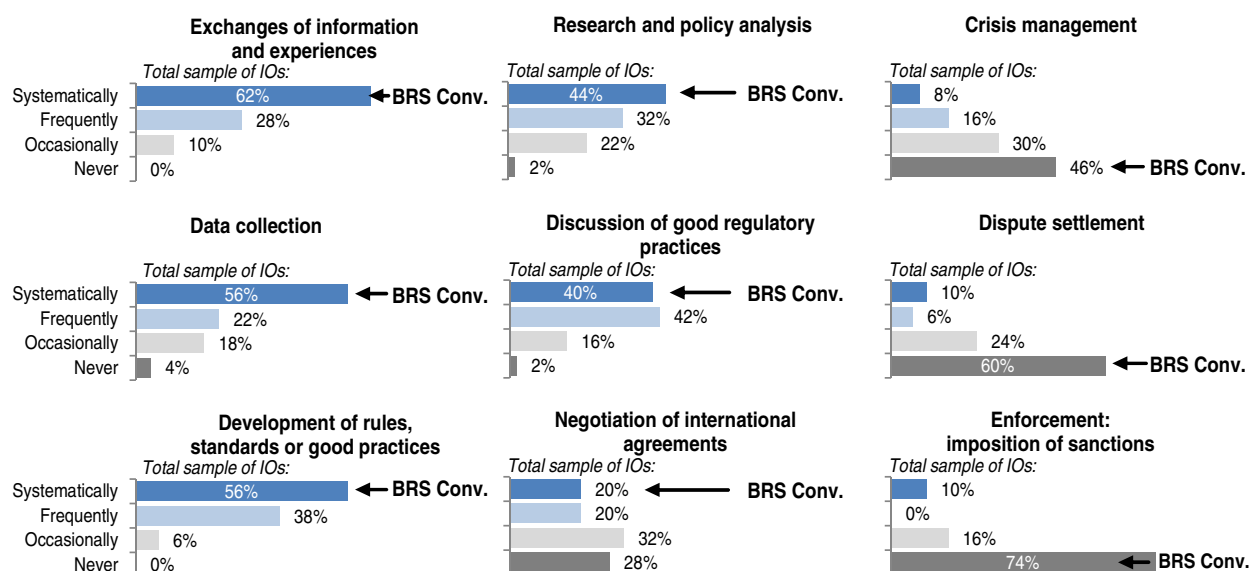 Exchanges of information
and experiences
Total sample of IOs:
Systematically 62% BRS Conv.
Frequently 28%
Occasionally 10%
Never 0%
Research and policy analysis
Total sample of IOs:
44% BRS Conv.
32%
22%
2%
Crisis management
Total sample of IOs:
8%
16%
30%
46% BRS Conv.
Data collection
Total sample of IOs:
Systematically 56% BRS Conv.
Frequently 22%
Occasionally 18%
Never 4%
Discussion of good regulatory
practices
Total sample of IOs:
40% BRS Conv.
42%
16%
2%
Dispute settlement
Total sample of IOs:
10%
6%
24%
60% BRS Conv.
Development of rules,
standards or good practices
Total sample of IOs:
Systematically 56% BRS Conv.
Frequently 38%
Occasionally 6%
Never 0%
Negotiation of international
agreements
Total sample of IOs:
20% BRS Conv.
20%
32%
28%
Enforcement:
imposition of sanctions
Total sample of IOs:
10%
0%
16%
74% BRS Conv.